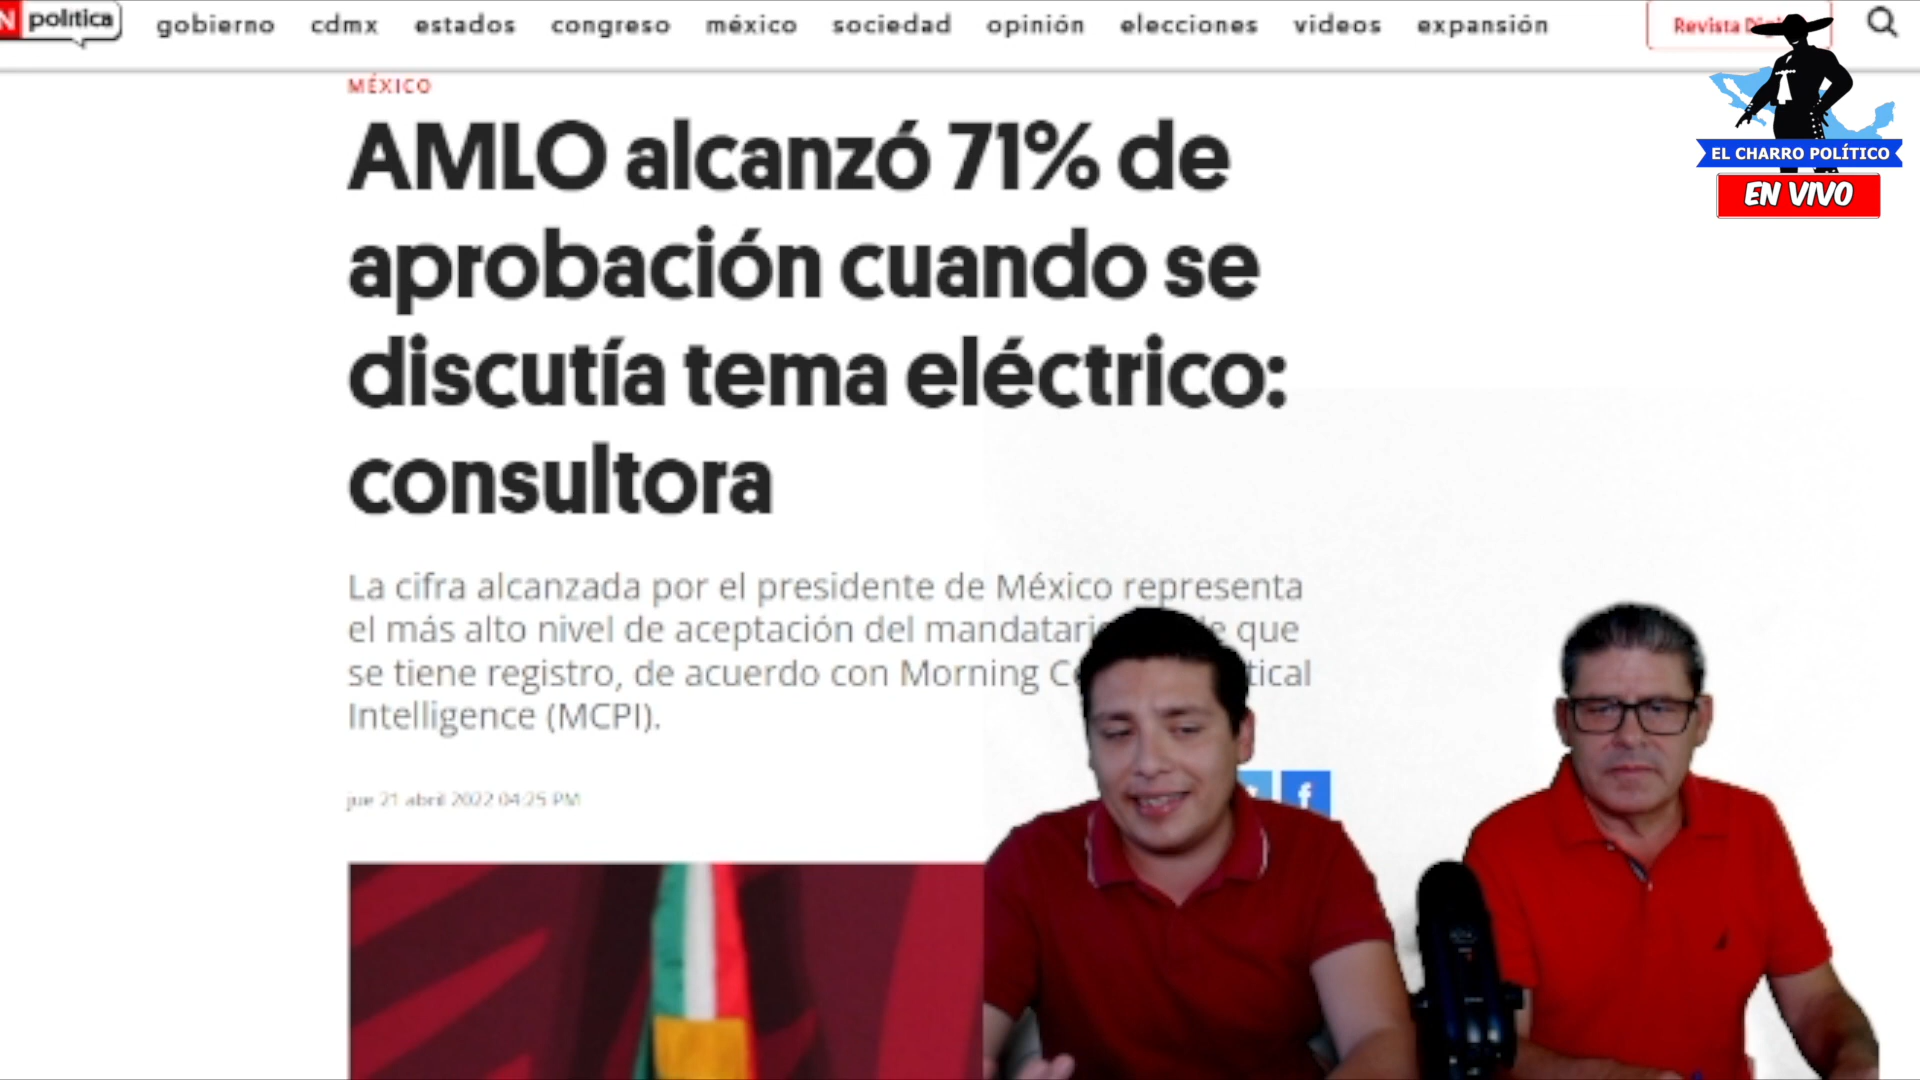 política
gobierno cdmx estados congreso méxico sociedad opinión elecciones videos expansión
Revista
EL CHARRO POLÍTICO
EN VIVO
MÉXICO
AMLO alcanzó 71% de
aprobación cuando se
discutía tema eléctrico:
consultora
La cifra alcanzada por el presidente de México representa
el más alto nivel de aceptación del que
se tiene registro, de acuerdo con Morning
Intelligence (MCPI).
jue 21 abril 2022 04:25 PM